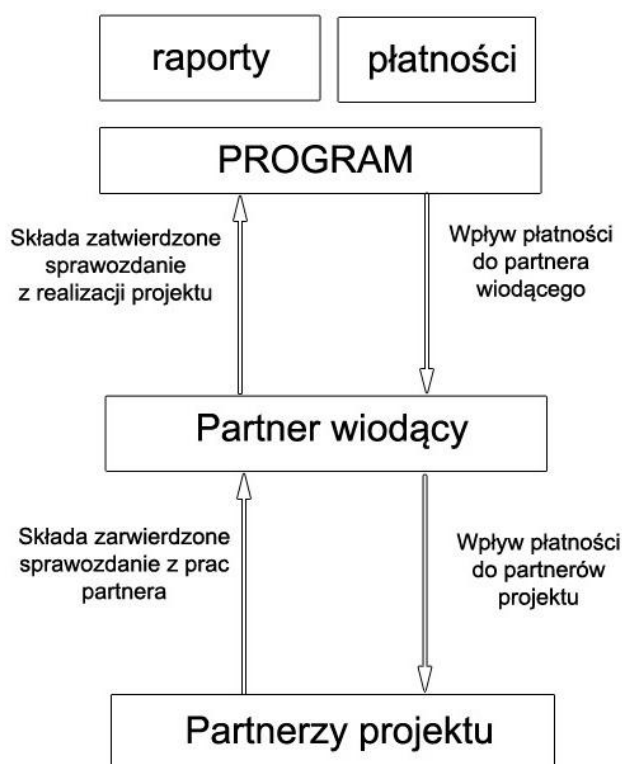 raporty
płatności
PROGRAM
Składa zatwierdzone
sprawozdanie
z realizacji projektu
Wpływ płatności
do partnera
wiodącego
Partner wiodący
Składa zarwierdzone
sprawozdanie z prac
partnera
Wpływ płatności
do partnerów
projektu
Partnerzy projektu